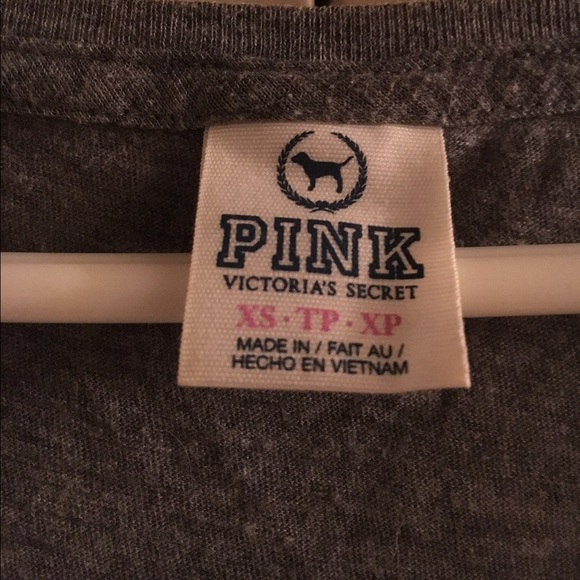 PINK
VICTORIA'S SECRET
XS · TP · XP
MADE IN / FAIT AU /
HECHO EN VIETNAM